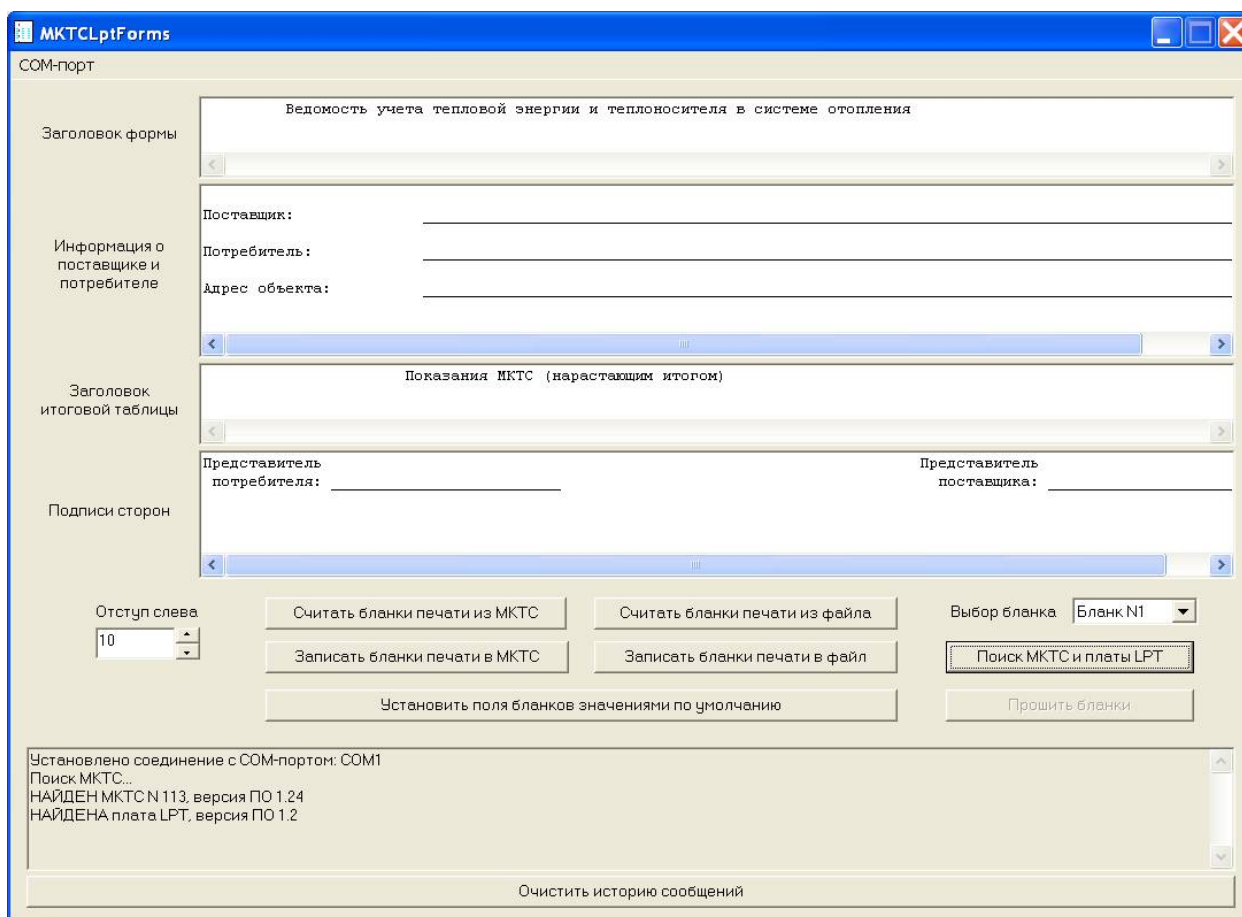 MKTCLptForms
COM-порт
Заголовок формы
Ведомость учета тепловой энергии и теплоносителя в системе отопления
Информация о
поставщике и
потребителе
Поставщик:
Потребитель:
Адрес объекта:
Заголовок
итоговой таблицы
Показания МКТС (нарастающим итогом)
Подписи сторон
Представитель Представитель
потребителя: поставщика:
Отступ слева
10
Считать бланки печати из МКТС
Считать бланки печати из файла
Выбор бланка Бланк N1
Записать бланки печати в МКТС
Записать бланки печати в файл
Поиск МКТС и платы LPT
Установить поля бланков значениями по умолчанию
Прошить бланки
Установлено соединение с COM-портом: COM1
Поиск МКТС...
НАЙДЕН МКТС N 113, версия ПО 1.24
НАЙДЕНА плата LPT, версия ПО 1.2
Очистить историю сообщений